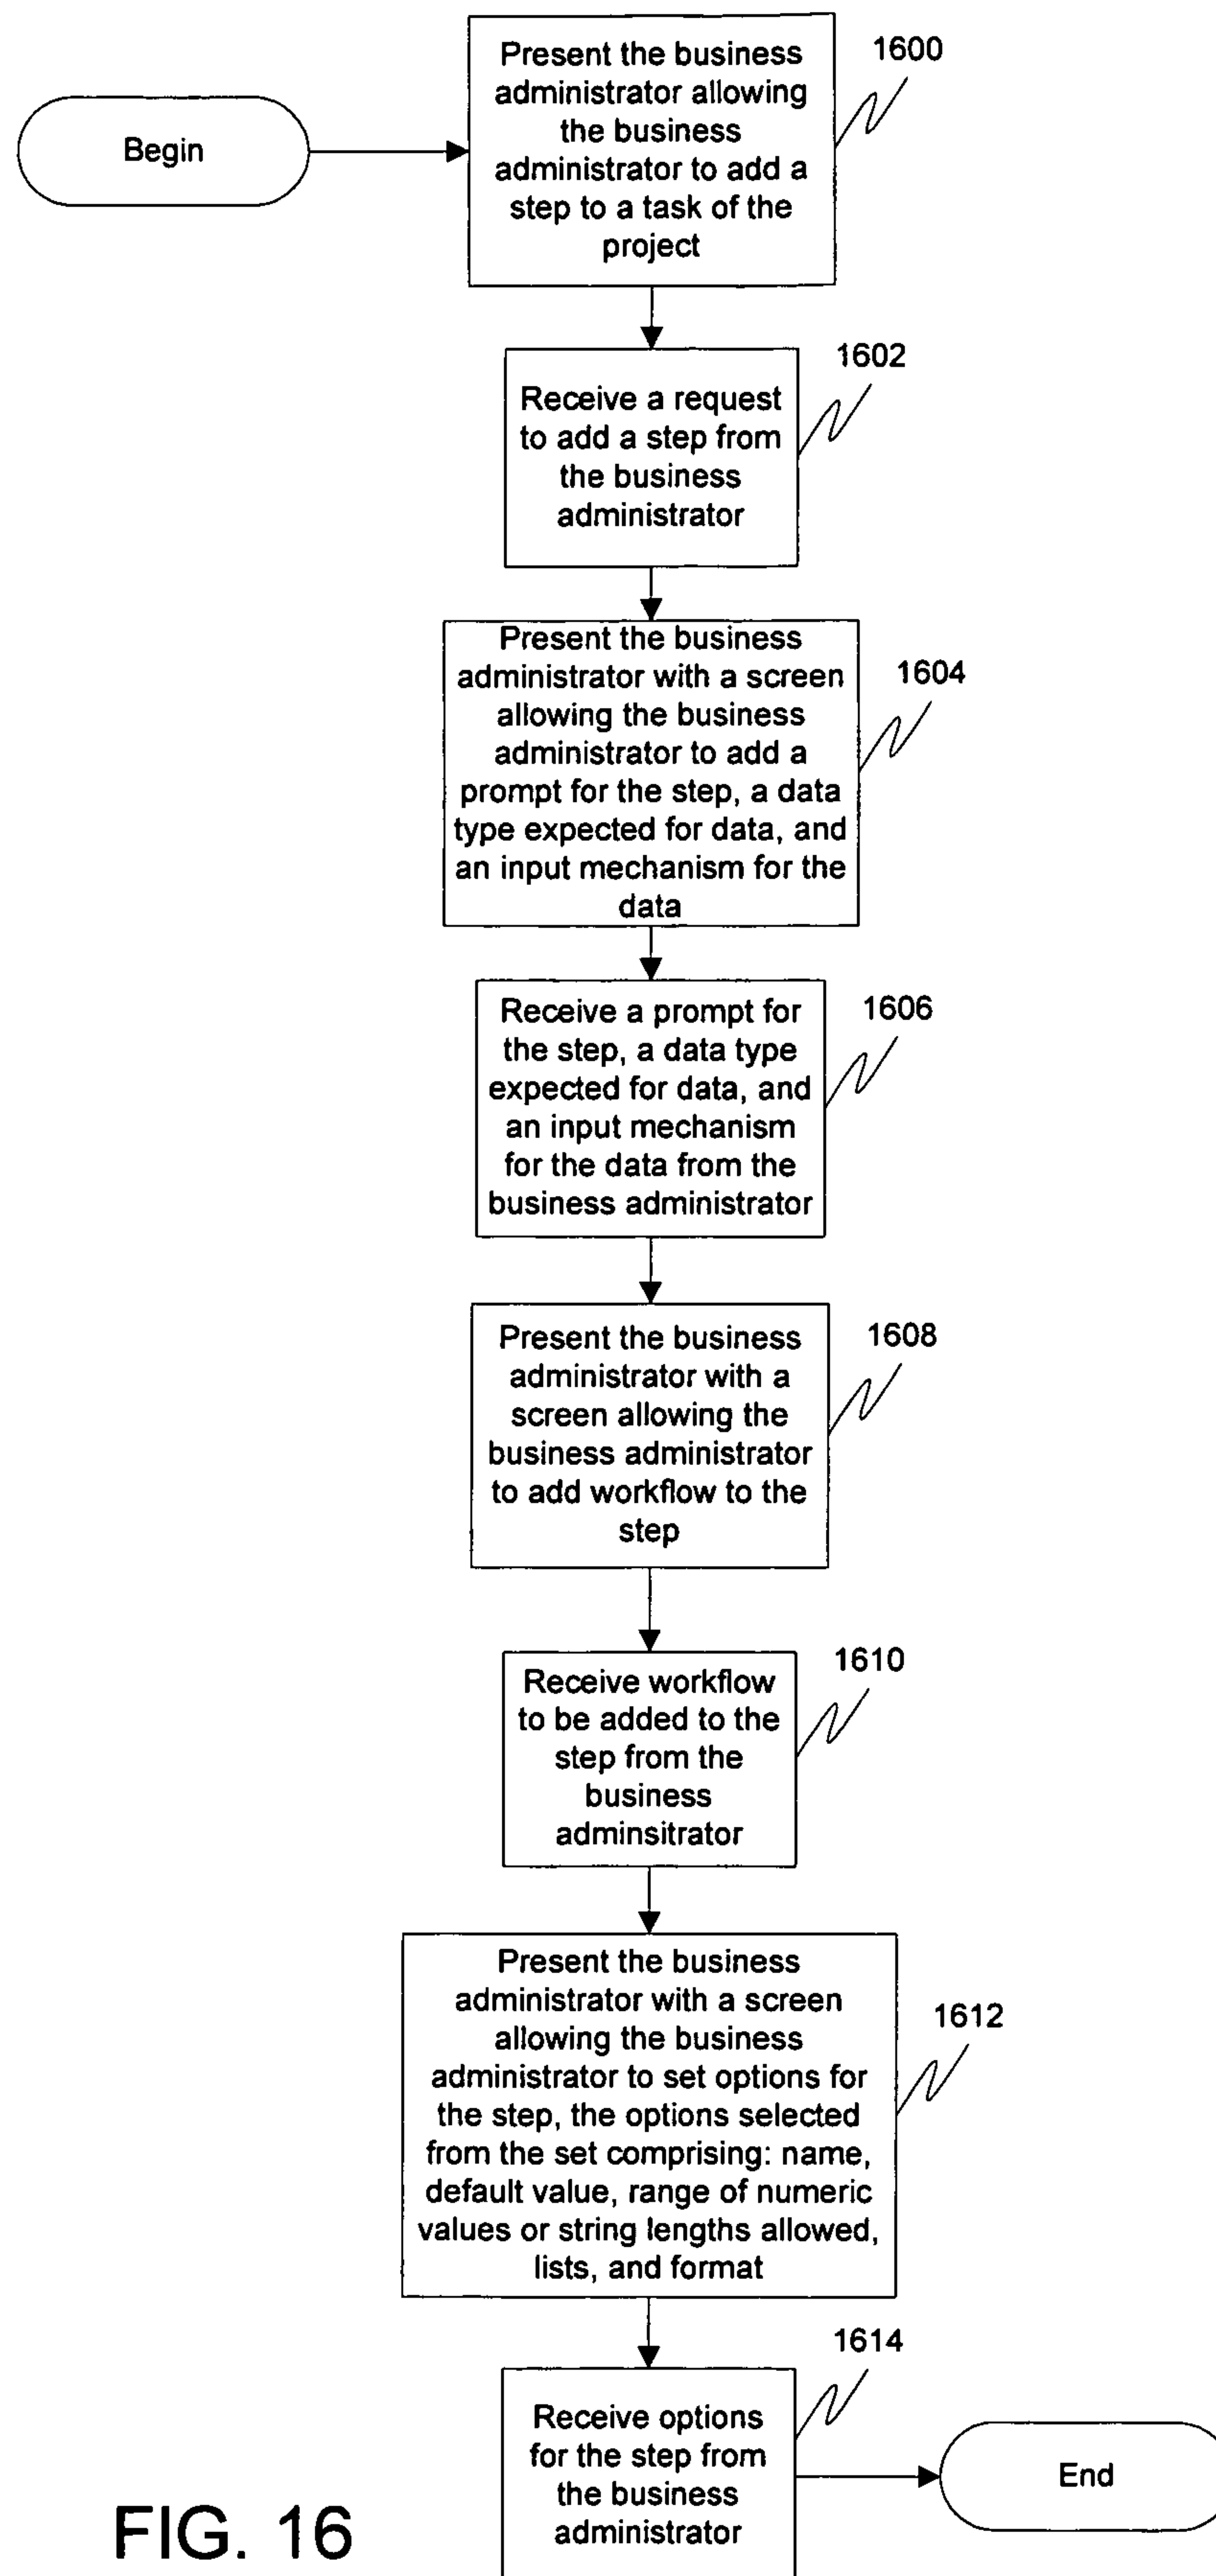 Begin
Present the business
administrator allowing
the business
administrator to add a
step to a task of the
project
1600
Receive a request
to add a step from
the business
administrator
1602
Present the business
administrator with a screen
allowing the business
administrator to add a
prompt for the step, a data
type expected for data, and
an input mechanism for the
data
1604
Receive a prompt for
the step, a data type
expected for data, and
an input mechanism
for the data from the
business administrator
1606
Present the business
administrator with a
screen allowing the
business administrator
to add workflow to the
step
1608
Receive workflow
to be added to the
step from the
business
adminsitrator
1610
Present the business
administrator with a screen
allowing the business
administrator to set options for
the step, the options selected
from the set comprising: name,
default value, range of numeric
values or string lengths allowed,
lists, and format
1612
Receive options
for the step from
the business
administrator
1614
End
FIG. 16